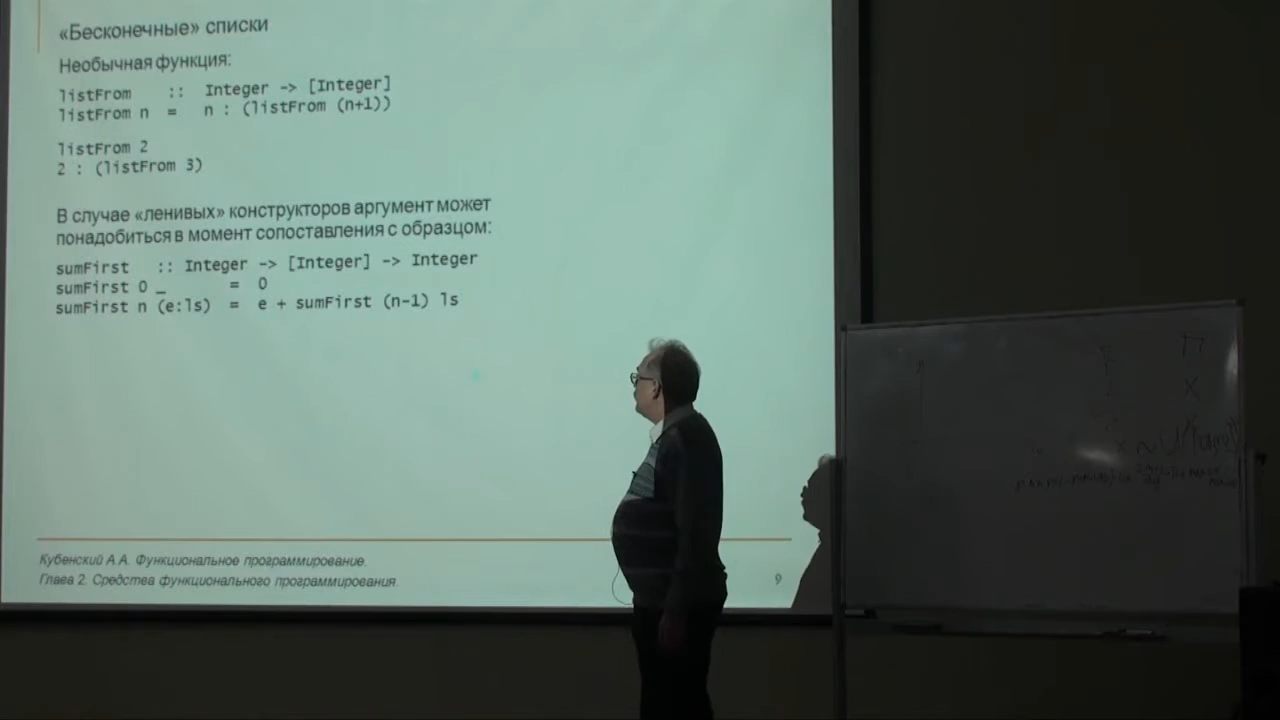 «Бесконечные» списки
Необычная функция:
listFrom :: Integer -> [Integer]
listFrom n = n : (listFrom (n+1))
listFrom 2
2 : (listFrom 3)
В случае «ленивых» конструкторов аргумент может
понадобиться в момент сопоставления с образцом:
sumFirst :: Integer -> [Integer] -> Integer
sumFirst 0 _ = 0
sumFirst n (e:ls) = e + sumFirst (n-1) ls
Кубенский А.А. Функциональное программирование.
Глава 2. Средства функционального программирования.
9